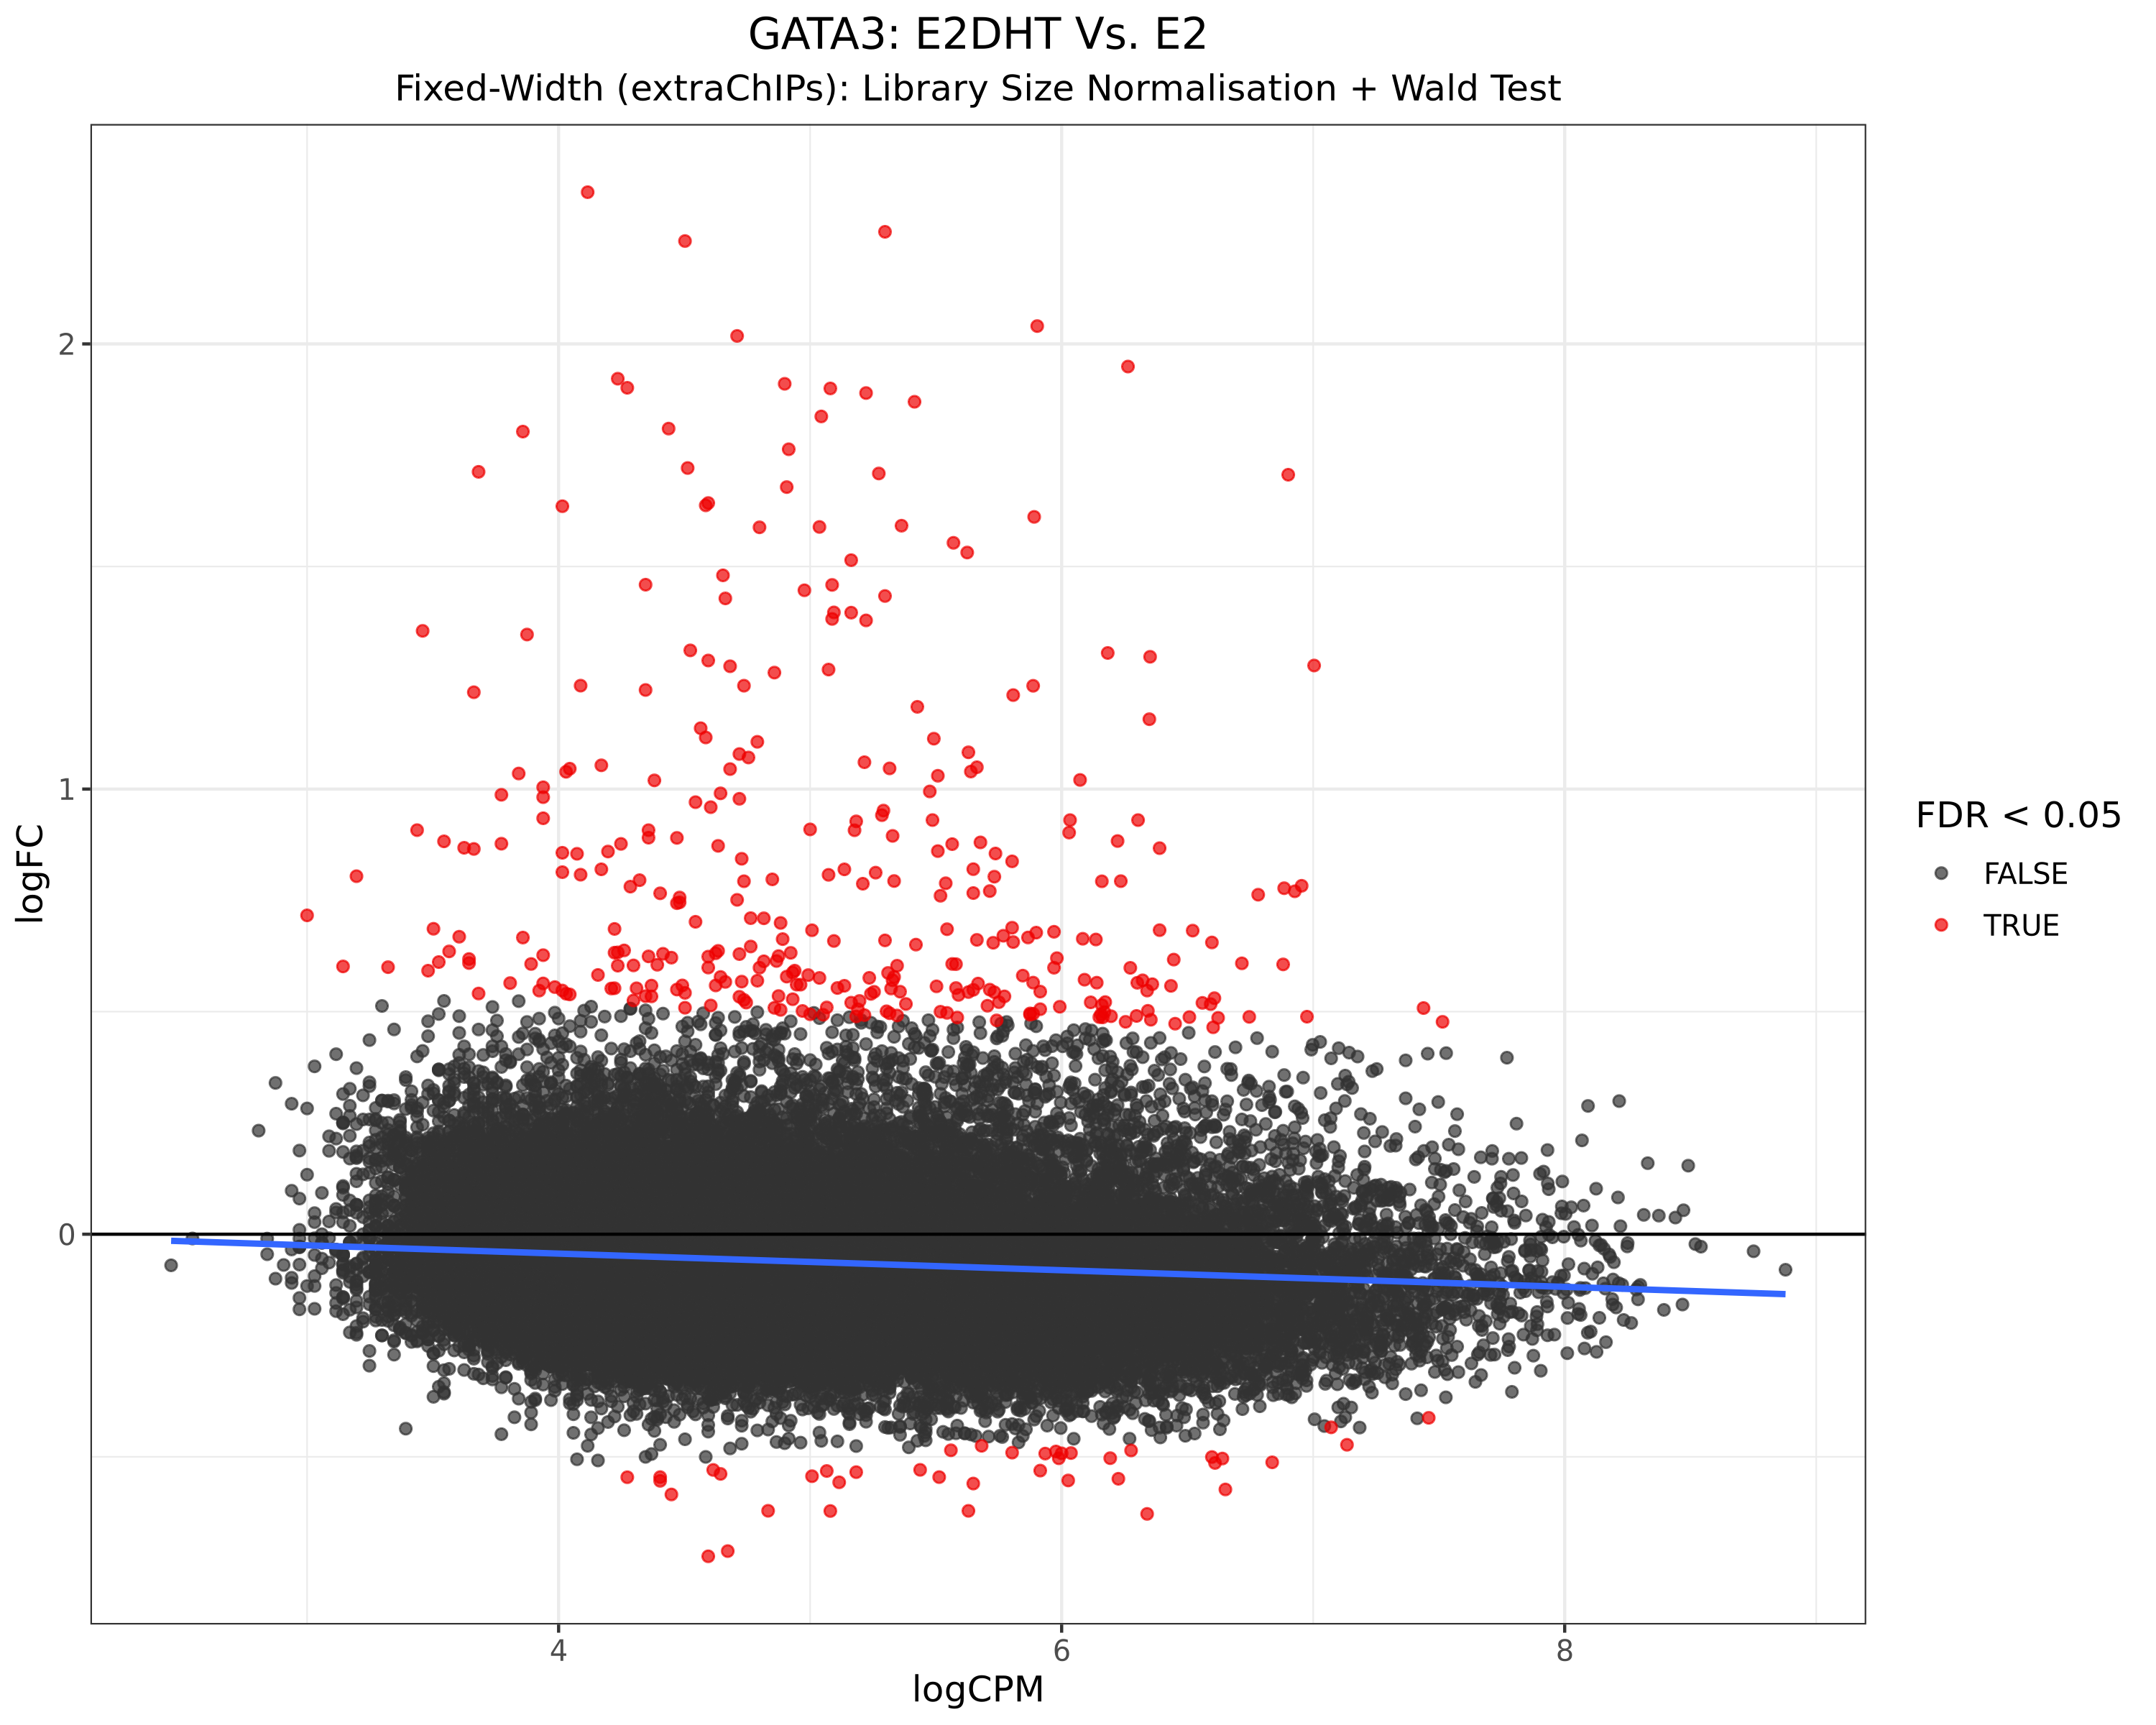 GATA3: E2DHT Vs. E2
Fixed-Width (extraChIPs): Library Size Normalisation + Wald Test
logFC
2
1
0
4
6
8
logCPM
FDR < 0.05
FALSE
TRUE